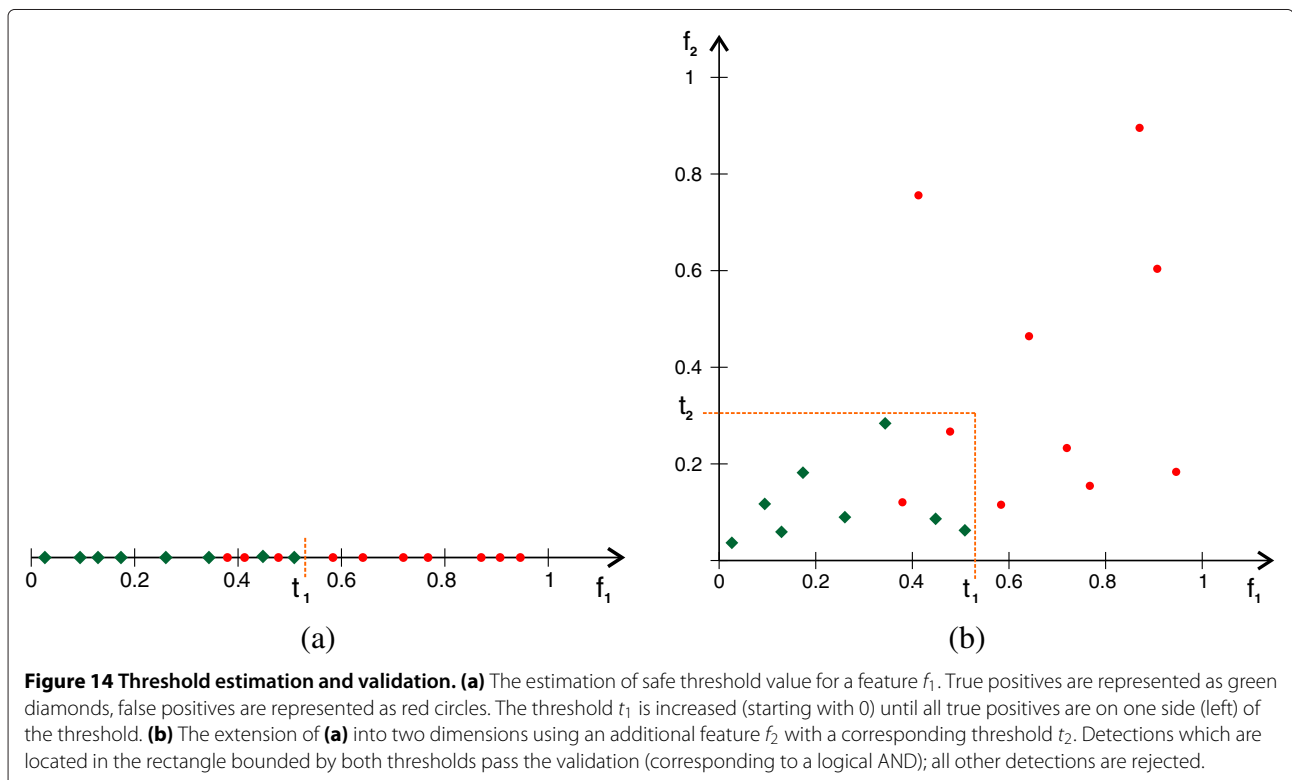 f₂
1
0.8
0.6
0.4
t₂
0.2
0 0.2 0.4 t₁ 0.6 0.8 1 f₁
0 0.2 0.4 t₁ 0.6 0.8 1 f₁
(a) (b)
Figure 14 Threshold estimation and validation. (a) The estimation of safe threshold value for a feature f₁. True positives are represented as green
diamonds, false positives are represented as red circles. The threshold t₁ is increased (starting with 0) until all true positives are on one side (left) of
the threshold. (b) The extension of (a) into two dimensions using an additional feature f₂ with a corresponding threshold t₂. Detections which are
located in the rectangle bounded by both thresholds pass the validation (corresponding to a logical AND); all other detections are rejected.